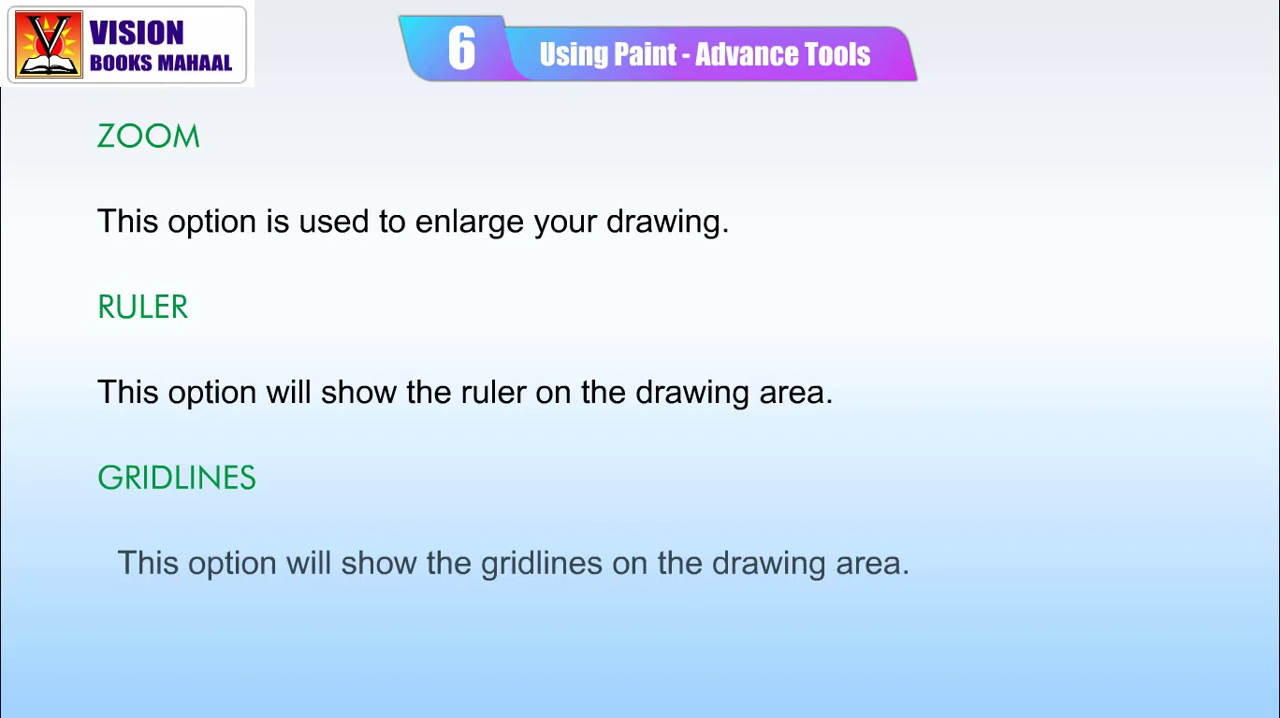 VISION
BOOKS MAHAAL
6
Using Paint - Advance Tools
ZOOM
This option is used to enlarge your drawing.
RULER
This option will show the ruler on the drawing area.
GRIDLINES
This option will show the gridlines on the drawing area.